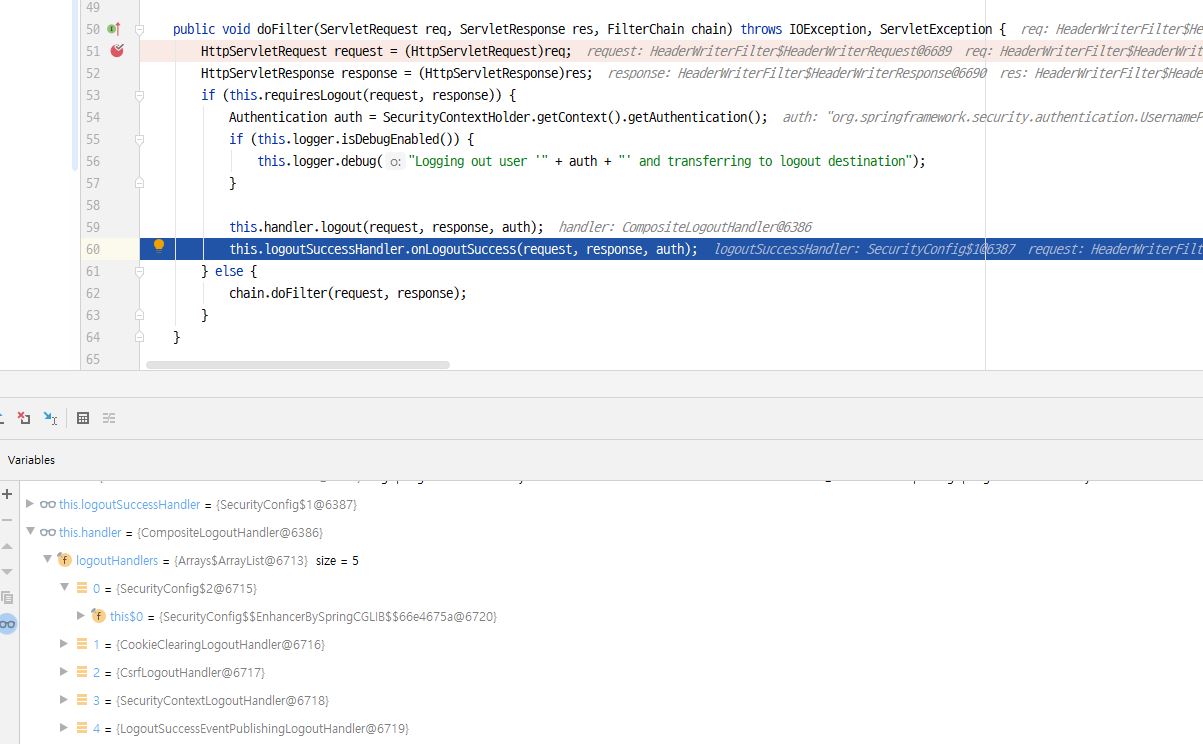 49
50 public void doFilter(ServletRequest req, ServletResponse res, FilterChain chain) throws IOException, ServletException { req: HeaderWriterFilter$He
51 HttpServletRequest request = (HttpServletRequest)req; request: HeaderWriterFilter$HeaderWriterRequest@6689 req: HeaderWriterFilter$HeaderWrit
52 HttpServletResponse response = (HttpServletResponse)res; response: HeaderWriterFilter$HeaderWriterResponse@6690 res: HeaderWriterFilter$Heade
53 if (this.requiresLogout(request, response)) {
54 Authentication auth = SecurityContextHolder.getContext().getAuthentication(); auth: "org.springframework.security.authentication.UsernameP
55 if (this.logger.isDebugEnabled()) {
56 this.logger.debug( o: "Logging out user '" + auth + "' and transferring to logout destination");
57 }
58
59 this.handler.logout(request, response, auth); handler: CompositeLogoutHandler@6386
60 this.logoutSuccessHandler.onLogoutSuccess(request, response, auth); logoutSuccessHandler: SecurityConfig$1@6387 request: HeaderWriterFilt
61 } else {
62 chain.doFilter(request, response);
63 }
64 }
65
Variables
this.logoutSuccessHandler = {SecurityConfig$1@6387}
this.handler = {CompositeLogoutHandler@6386}
logoutHandlers = {Arrays$ArrayList@6713} size = 5
0 = {SecurityConfig$2@6715}
this$0 = {SecurityConfig$$EnhancerBySpringCGLIB$$66e4675a@6720}
1 = {CookieClearingLogoutHandler@6716}
2 = {CsrfLogoutHandler@6717}
3 = {SecurityContextLogoutHandler@6718}
4 = {LogoutSuccessEventPublishingLogoutHandler@6719}